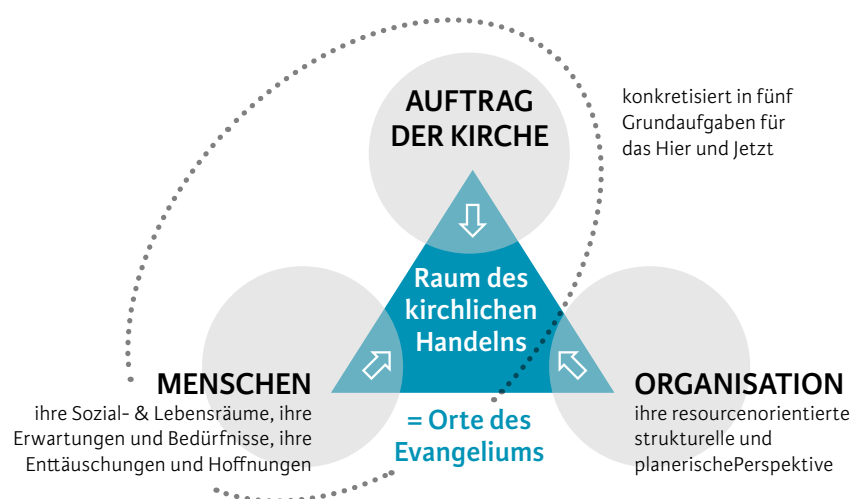 AUFTRAG
DER KIRCHE
konkretisiert in fünf
Grundaufgaben für
das Hier und Jetzt
Raum des
kirchlichen
Handelns
MENSCHEN
ihre Sozial- & Lebensräume, ihre
Erwartungen und Bedürfnisse, ihre
Enttäuschungen und Hoffnungen
= Orte des
Evangeliums
ORGANISATION
ihre resourcenorientierte
strukturelle und
planerischePerspektive